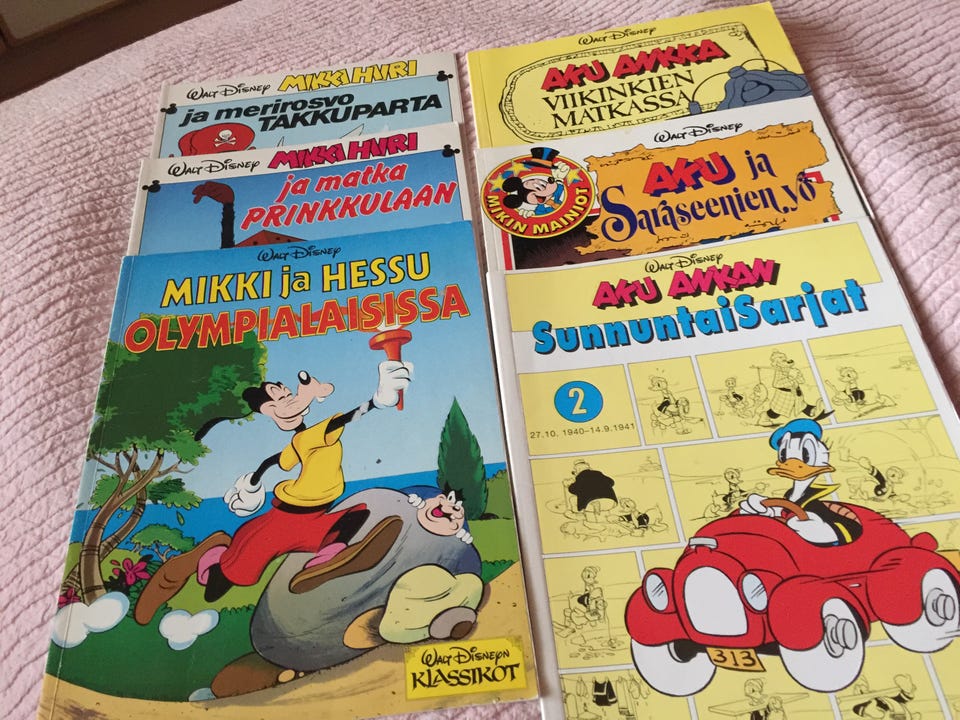 WALT DISNEY MIKKI HIIRI
ja merirosvo
TAKKUPARTA
WALT DISNEY MIKKI HIIRI
ja matka
PRINKKULAAN
WALT DISNEY
MIKKI ja HESSU
OLYMPIALAISISSA
WALT DISNEYN
KLASSIKOT
WALT DISNEY
AKU ANKKA
VIIKINKIEN
MATKASSA
WALT DISNEY
AKU ja
Saraseenien yö
MIKIN MAINIOT
WALT DISNEY
AKU ANKAN
SunnuntaiSarjat
2
27.10. 1940–14.9.1941
313